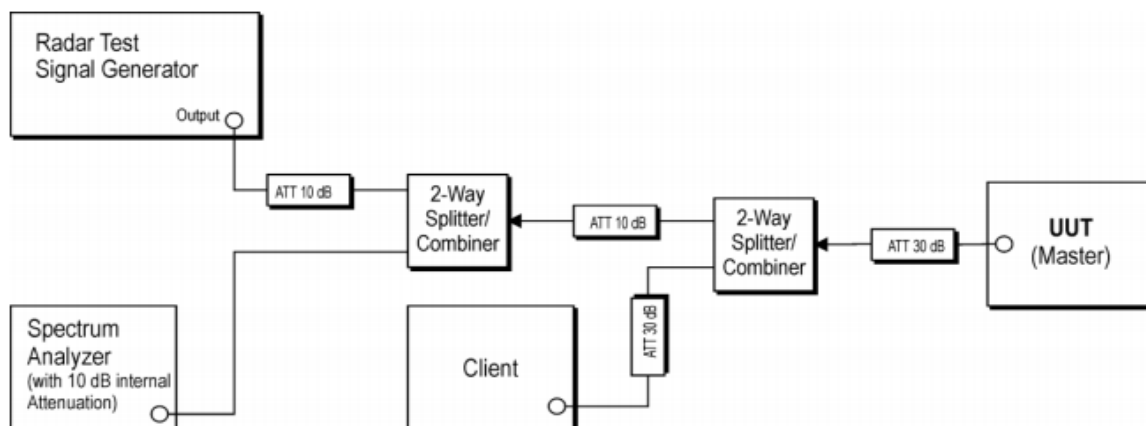 Radar Test
Signal Generator
Output
ATT 10 dB
2-Way
Splitter/
Combiner
ATT 10 dB
2-Way
Splitter/
Combiner
ATT 30 dB
UUT
(Master)
Spectrum
Analyzer
(with 10 dB internal
Attenuation)
Client
ATT 30 dB